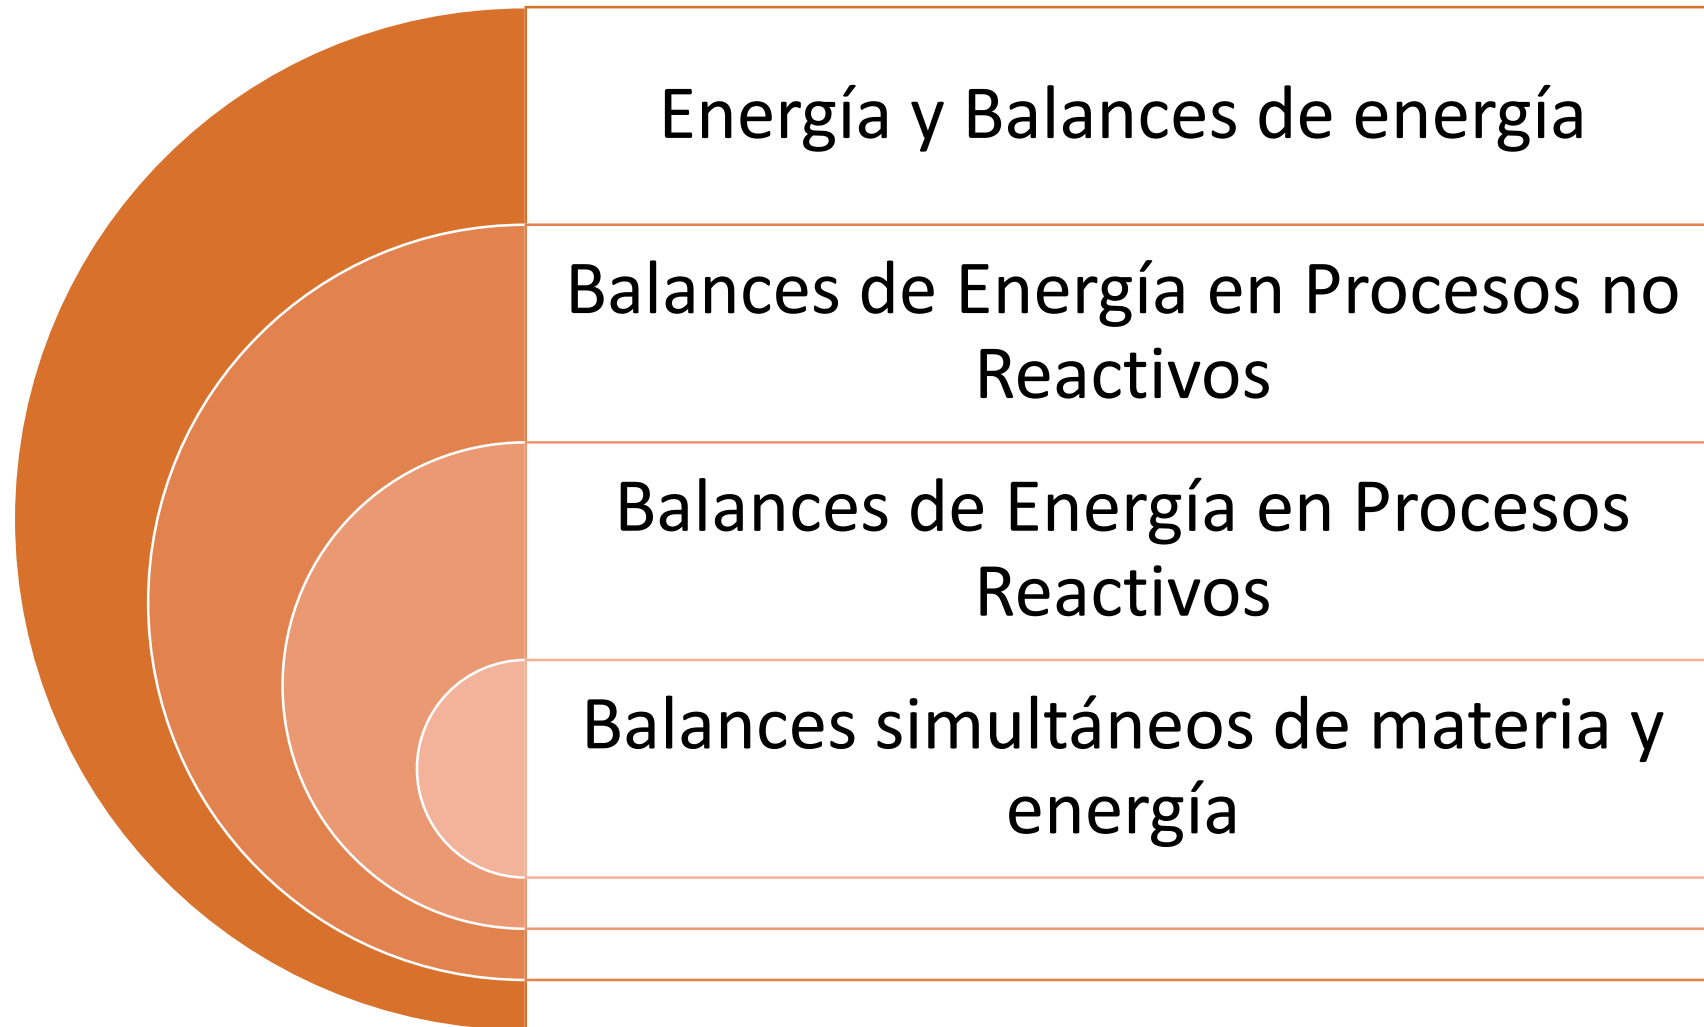 Energía y Balances de energía
Balances de Energía en Procesos no
Reactivos
Balances de Energía en Procesos
Reactivos
Balances simultáneos de materia y
energía